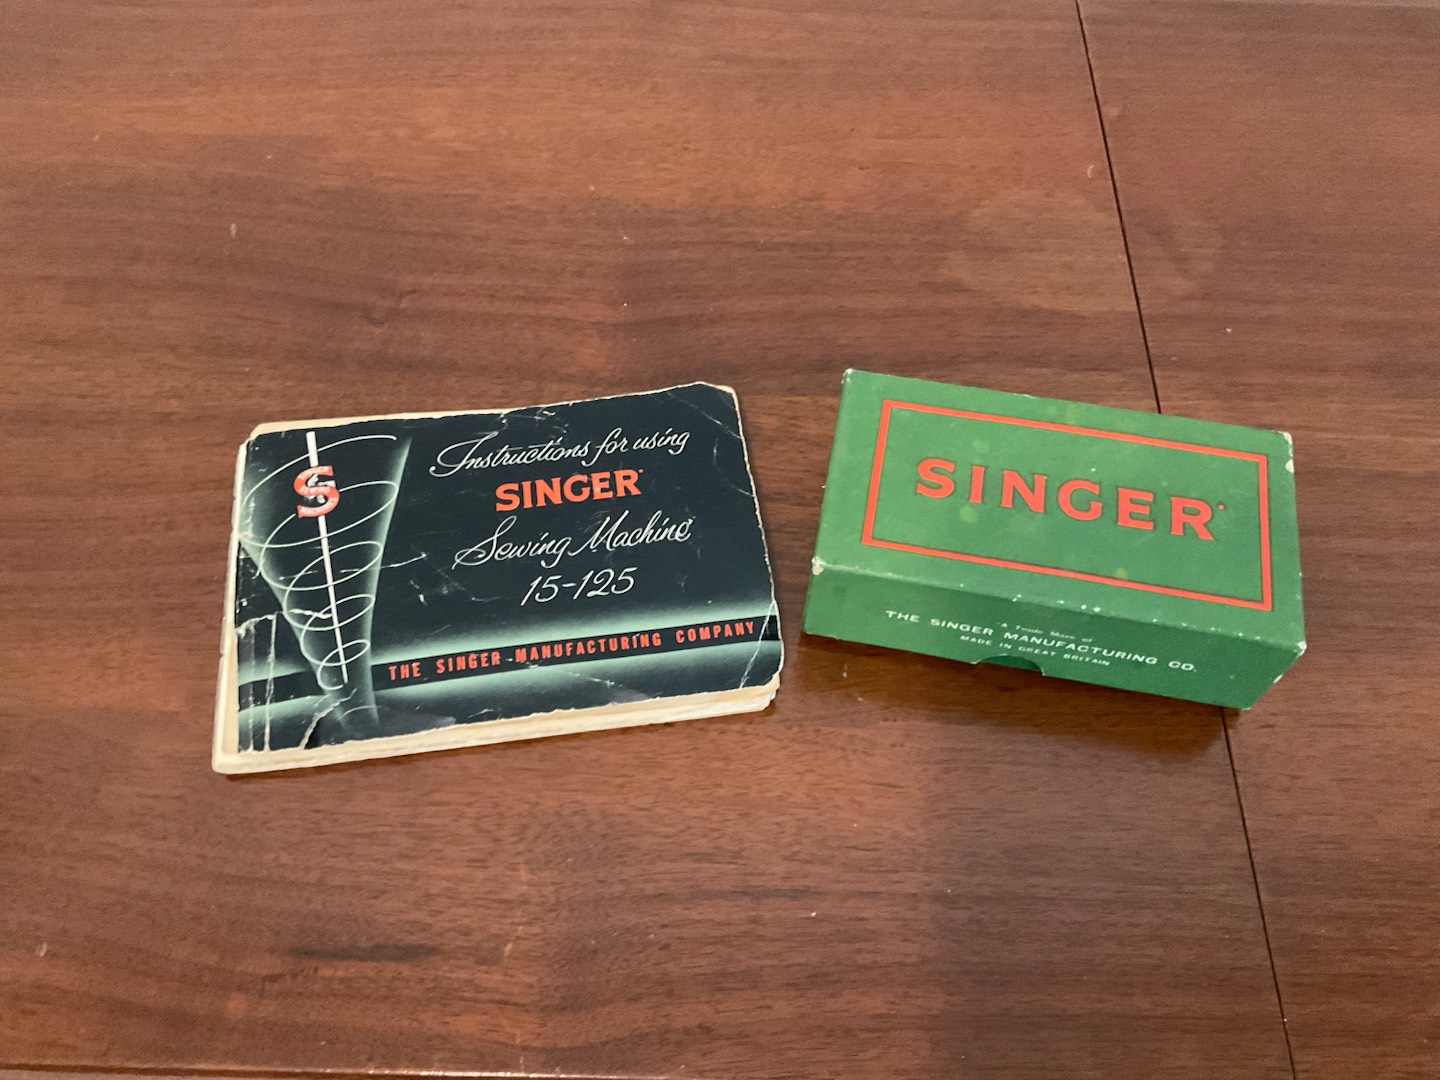 Instructions for using
SINGER
Sewing Machine
15-125
THE SINGER MANUFACTURING COMPANY
S
SINGER
A Trade Mark of
THE SINGER MANUFACTURING CO.
MADE IN GREAT BRITAIN